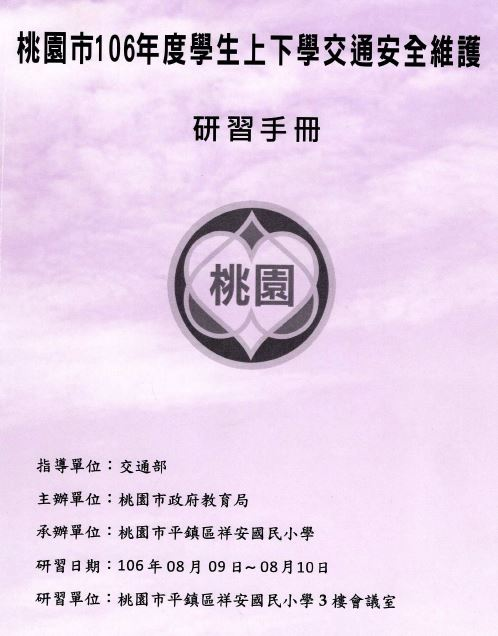 桃園市106年度學生上下學交通安全維護
研習手冊
桃園
指導單位：交通部
主辦單位：桃園市政府教育局
承辦單位：桃園市平鎮區祥安國民小學
研習日期：106年08月09日~08月10日
研習單位：桃園市平鎮區祥安國民小學3樓會議室